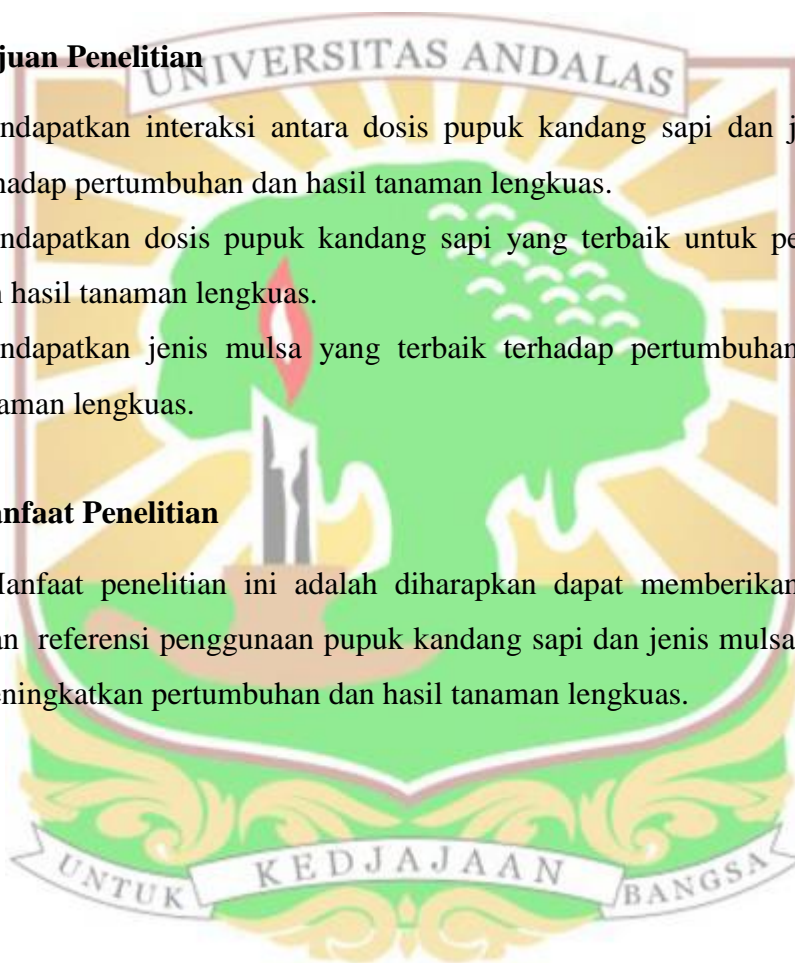 juan Penelitian
UNIVERSITAS ANDALAS
ndapatkan interaksi antara dosis pupuk kandang sapi dan j
hadap pertumbuhan dan hasil tanaman lengkuas.
ndapatkan dosis pupuk kandang sapi yang terbaik untuk pe
n hasil tanaman lengkuas.
ndapatkan jenis mulsa yang terbaik terhadap pertumbuhan
aman lengkuas.
anfaat Penelitian
Manfaat penelitian ini adalah diharapkan dapat memberikan
an referensi penggunaan pupuk kandang sapi dan jenis mulsa
eningkatkan pertumbuhan dan hasil tanaman lengkuas.
UNTUK KEDJAJAAN BANGSA